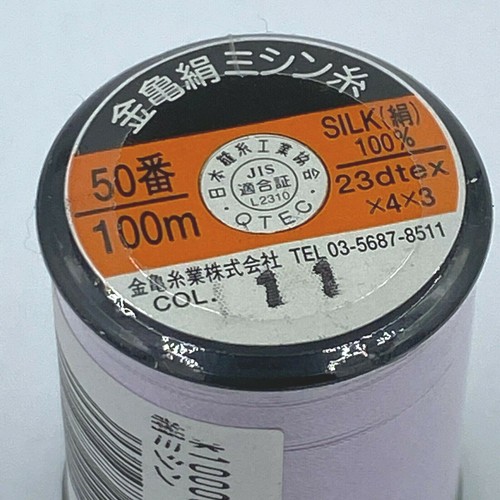 金亀絹ミシン糸
50番
100m
日本縫糸工業協会
JIS
適合証
L2310
QTEC
SILK(絹)
100%
23dtex
×4×3
金亀糸業株式会社 TEL 03-5687-8511
COL. 11